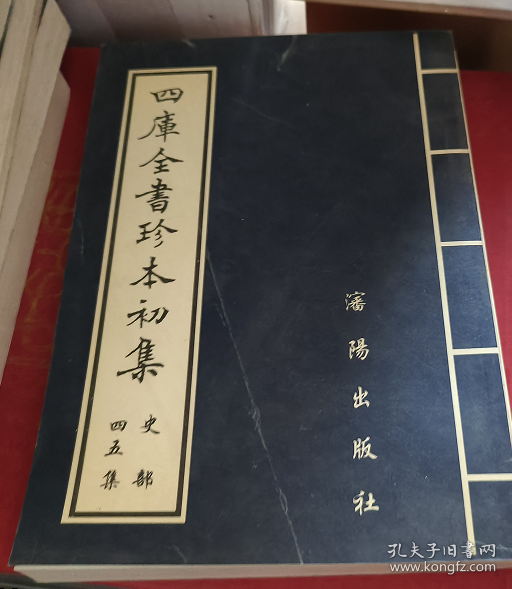 四庫全書珍本初集
史部
四五集
瀋陽出版社
孔夫子旧书网
www.kongfz.com